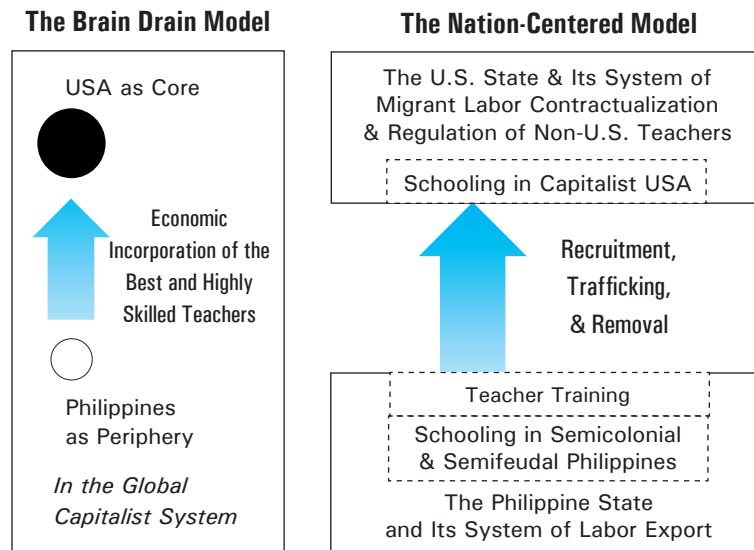 The Brain Drain Model
USA as Core
Economic
Incorporation of the
Best and Highly
Skilled Teachers
Philippines
as Periphery
In the Global
Capitalist System
The Nation-Centered Model
The U.S. State & Its System of
Migrant Labor Contractualization
& Regulation of Non-U.S. Teachers
Schooling in Capitalist USA
Recruitment,
Trafficking,
& Removal
Teacher Training
Schooling in Semicolonial
& Semifeudal Philippines
The Philippine State
and Its System of Labor Export